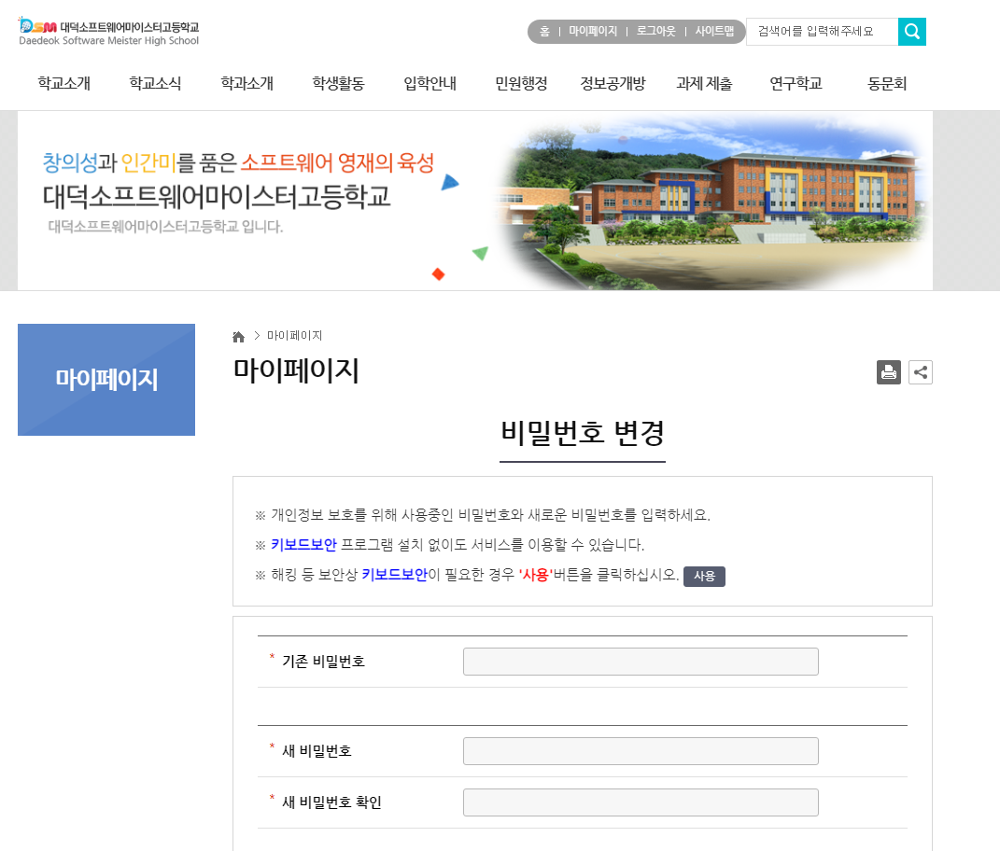 DSM 대덕소프트웨어마이스터고등학교
Daedeok Software Meister High School
홈 | 마이페이지 | 로그아웃 | 사이트맵
검색어를 입력해주세요
학교소개 학교소식 학과소개 학생활동 입학안내 민원행정 정보공개방 과제 제출 연구학교 동문회
창의성과 인간미를 품은 소프트웨어 영재의 육성
대덕소프트웨어마이스터고등학교
대덕소프트웨어마이스터고등학교 입니다.
마이페이지
> 마이페이지
마이페이지
비밀번호 변경
※ 개인정보 보호를 위해 사용중인 비밀번호와 새로운 비밀번호를 입력하세요.
※ 키보드보안 프로그램 설치 없이도 서비스를 이용할 수 있습니다.
※ 해킹 등 보안상 키보드보안이 필요한 경우 '사용'버튼을 클릭하십시오. 사용
* 기존 비밀번호
* 새 비밀번호
* 새 비밀번호 확인